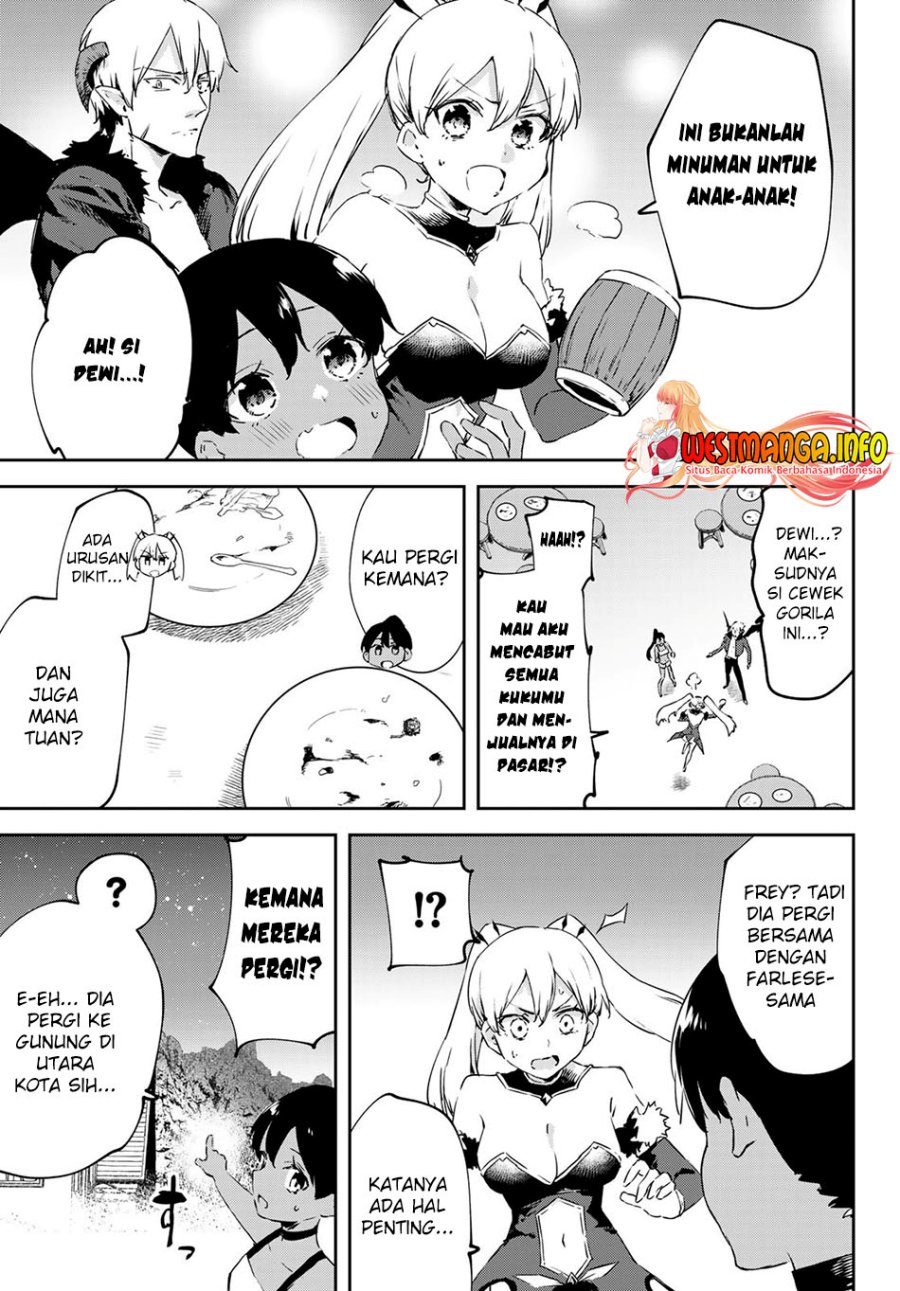 INI BUKANLAH
MINUMAN UNTUK
ANAK-ANAK!
AH! SI
DEWI...!
WESTMANGA.INFO
Situs Baca Komik Berbahasa Indonesia
DEWI...?
MAK-
SUDNYA
SI CEWEK
GORILA
INI...?
HAAH!?
KAU
MAU AKU
MENCABUT
SEMUA
KUKUMU
DAN MEN-
JUALNYA DI
PASAR!?
KAU PERGI
KEMANA?
ADA
URUSAN
DIKIT...
DAN
JUGA
MANA
TUAN?
FREY? TADI
DIA PERGI
BERSAMA
DENGAN
FARLESE-
SAMA
!?
KATANYA
ADA HAL
PENTING...
KEMANA
MEREKA
PERGI!?
?
E-EH... DIA
PERGI KE
GUNUNG DI
UTARA
KOTA SIH...
すっ